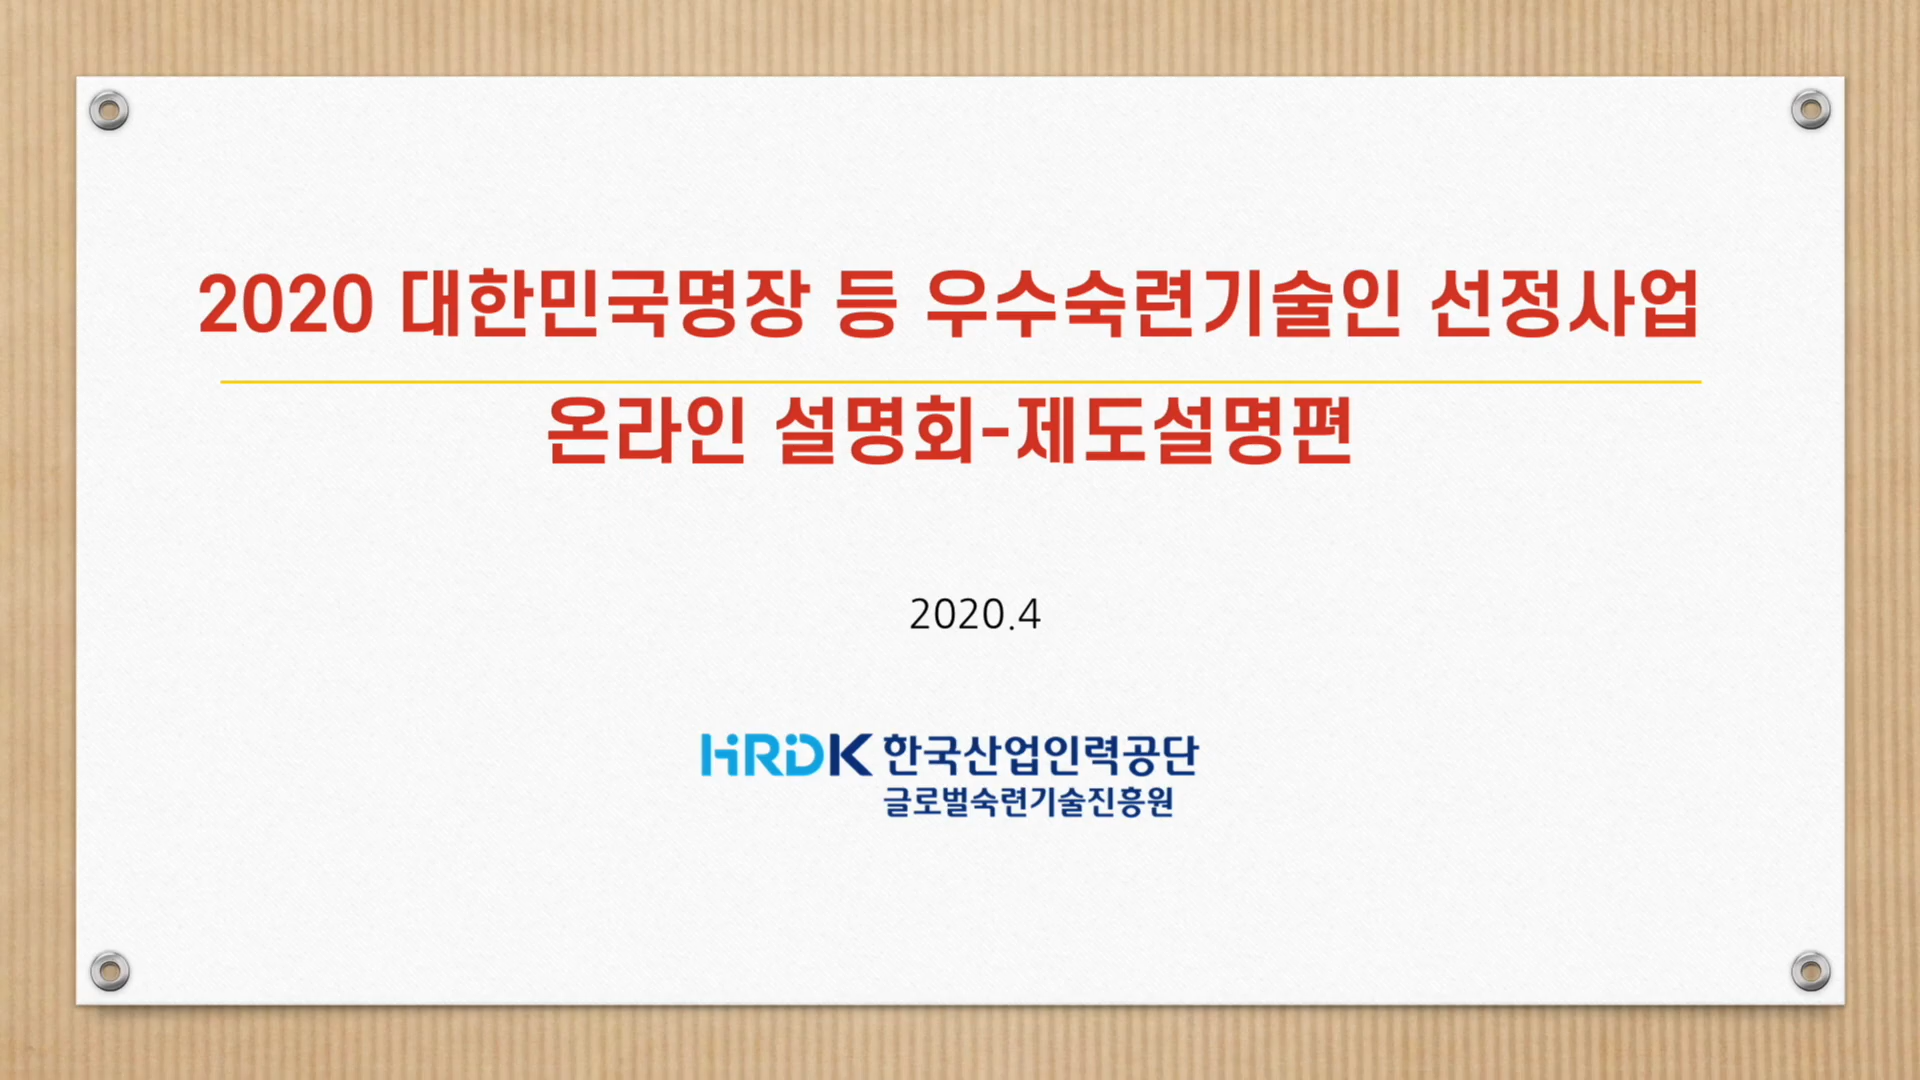 2020 대한민국명장 등 우수숙련기술인 선정사업
온라인 설명회-제도설명편
2020.4
HRDK 한국산업인력공단
글로벌숙련기술진흥원